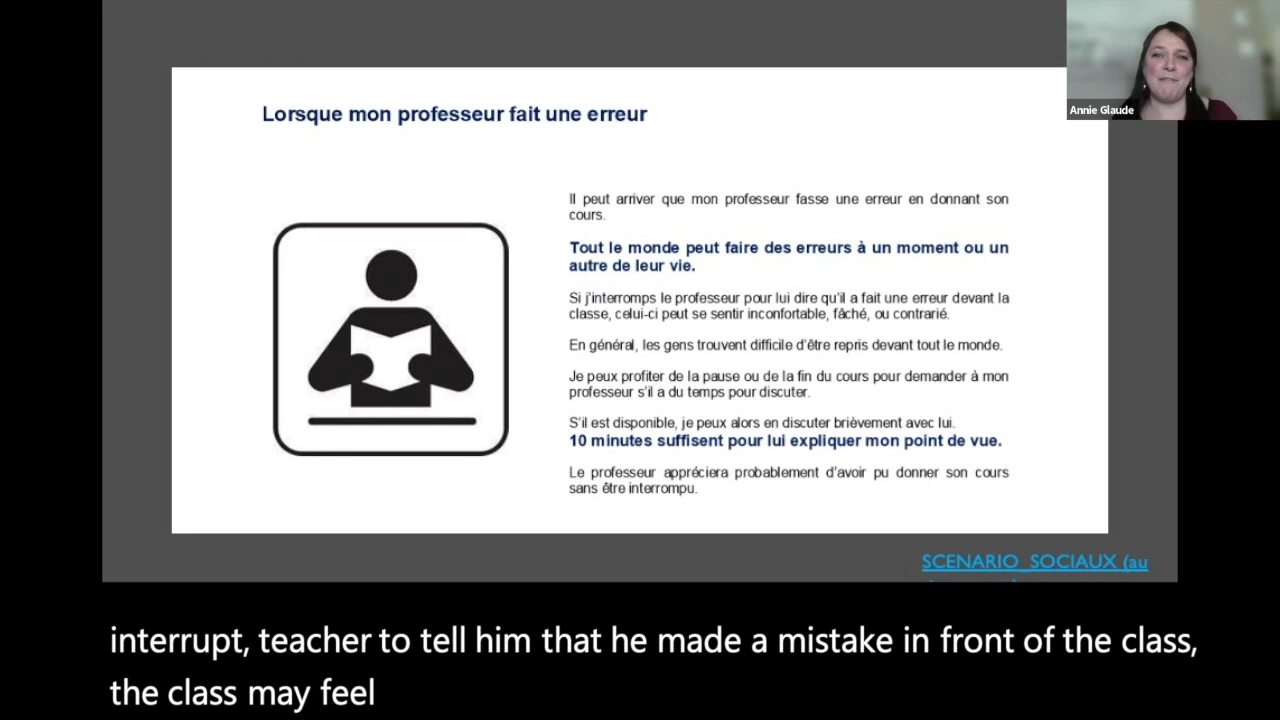 Annie Glaude
Lorsque mon professeur fait une erreur
Il peut arriver que mon professeur fasse une erreur en donnant son
cours.
Tout le monde peut faire des erreurs à un moment ou un
autre de leur vie.
Si j'interromps le professeur pour lui dire qu'il a fait une erreur devant la
classe, celui-ci peut se sentir inconfortable, fâché, ou contrarié.
En général, les gens trouvent difficile d'être repris devant tout le monde.
Je peux profiter de la pause ou de la fin du cours pour demander à mon
professeur s'il a du temps pour discuter.
S'il est disponible, je peux alors en discuter brièvement avec lui.
10 minutes suffisent pour lui expliquer mon point de vue.
Le professeur appréciera probablement d'avoir pu donner son cours
sans être interrompu.
SCENARIO_SOCIAUX (au
interrupt, teacher to tell him that he made a mistake in front of the class,
the class may feel